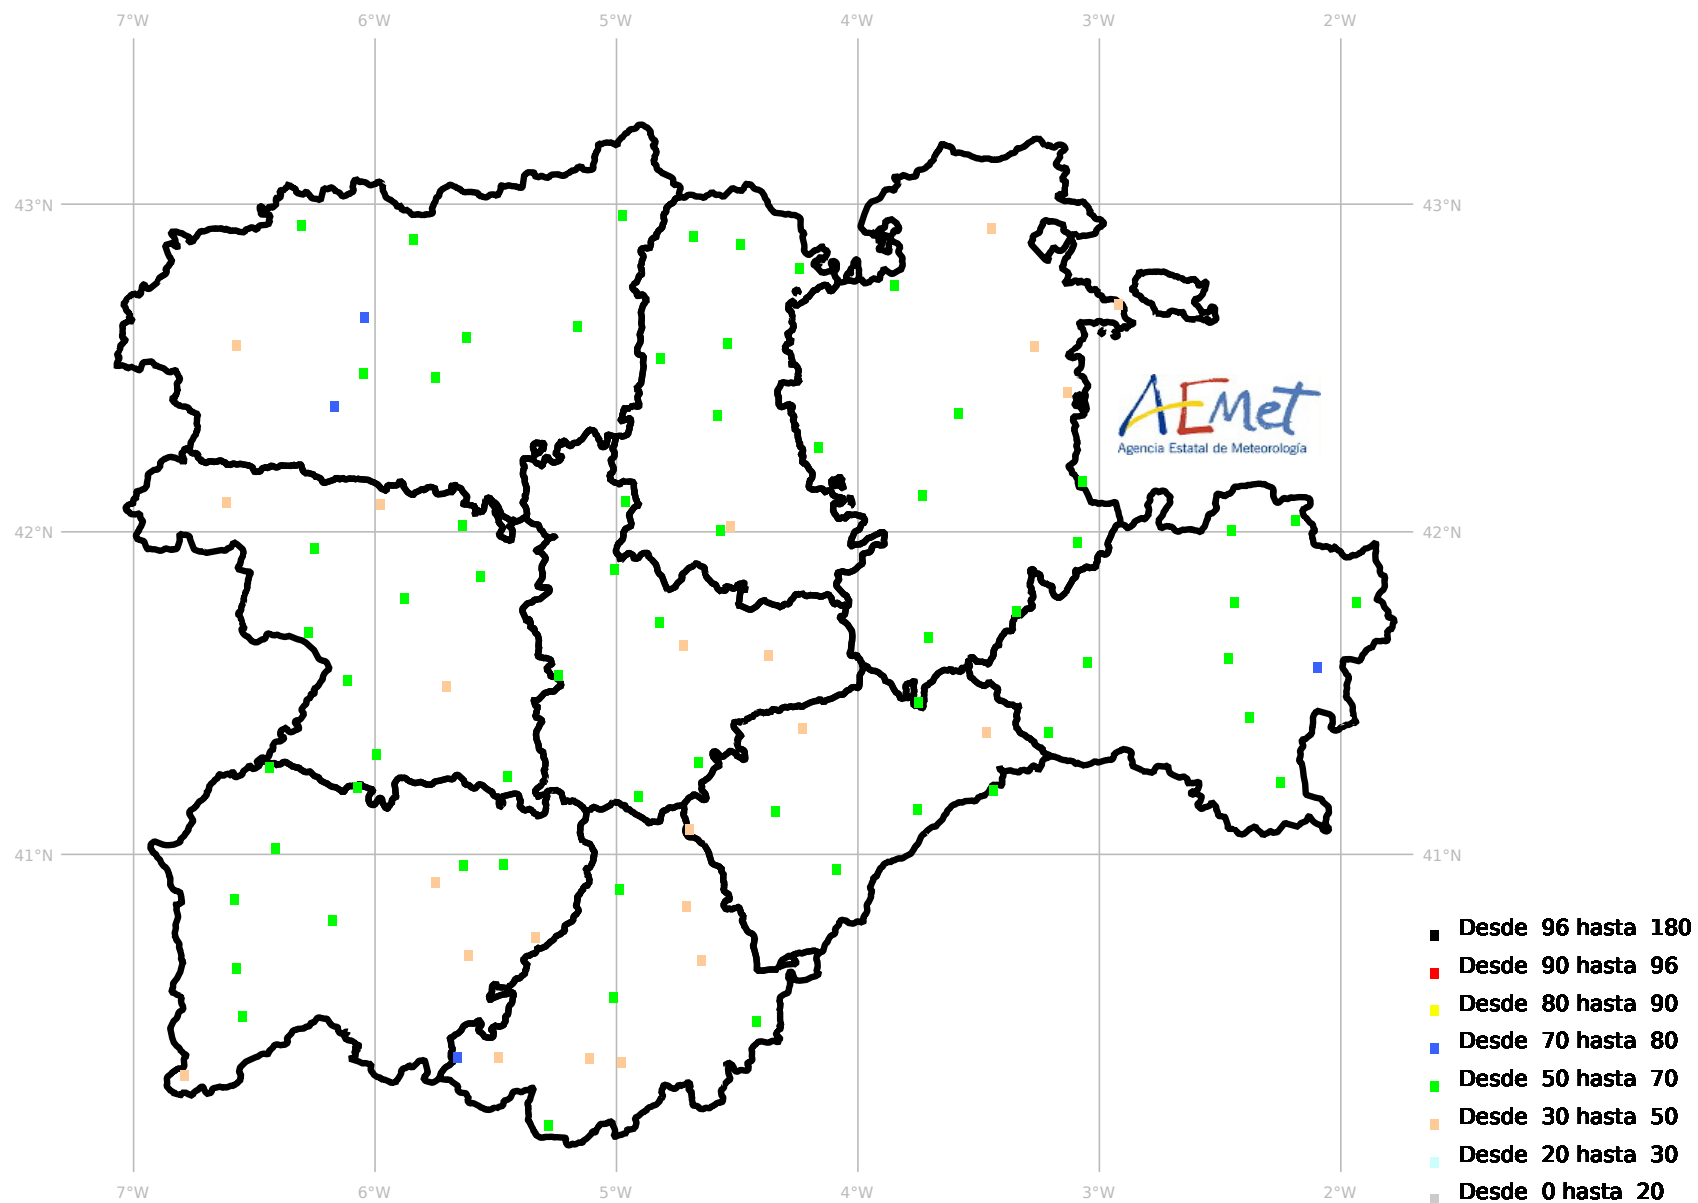 7°W 6°W 5°W 4°W 3°W 2°W
43°N 43°N
AEMet
Agencia Estatal de Meteorología
42°N 42°N
41°N 41°N
Desde 96 hasta 180
Desde 90 hasta 96
Desde 80 hasta 90
Desde 70 hasta 80
Desde 50 hasta 70
Desde 30 hasta 50
Desde 20 hasta 30
Desde 0 hasta 20
7°W 6°W 5°W 4°W 3°W 2°W